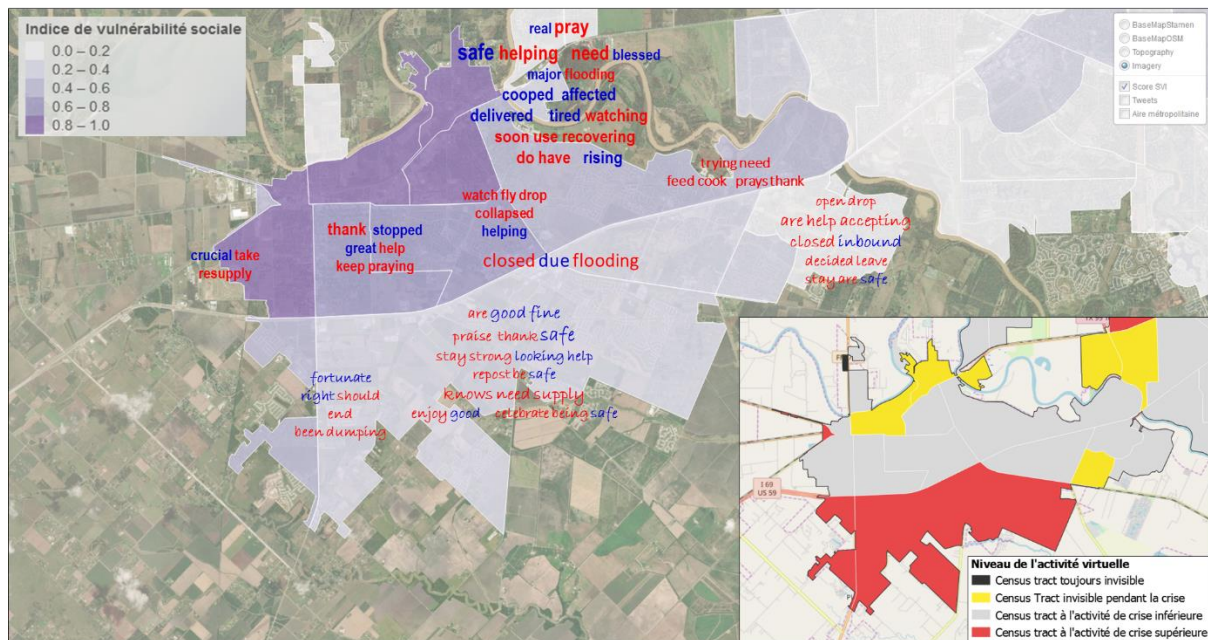 Indice de vulnérabilité sociale
0.0 – 0.2
0.2 – 0.4
0.4 – 0.6
0.6 – 0.8
0.8 – 1.0
BaseMapStamen
BaseMapOSM
Topography
Imagery
Score SVI
Tweets
Aire métropolitaine
real pray
safe helping need blessed
major flooding
cooped affected
delivered tired watching
soon use recovering
do have rising
trying need
feed cook prays thank
watch fly drop
collapsed
helping
thank stopped
great help
keep praying
crucial take
resupply
closed due flooding
open drop
are help accepting
closed inbound
decided leave
stay are safe
are good fine
praise thank safe
stay strong looking help
repost be safe
knows need supply
enjoy good celebrate being safe
fortunate
right should
end
been dumping
I 69
US 59
Niveau de l'activité virtuelle
Census tract toujours invisible
Census Tract invisible pendant la crise
Census tract à l'activité de crise inférieure
Census tract à l'activité de crise supérieure